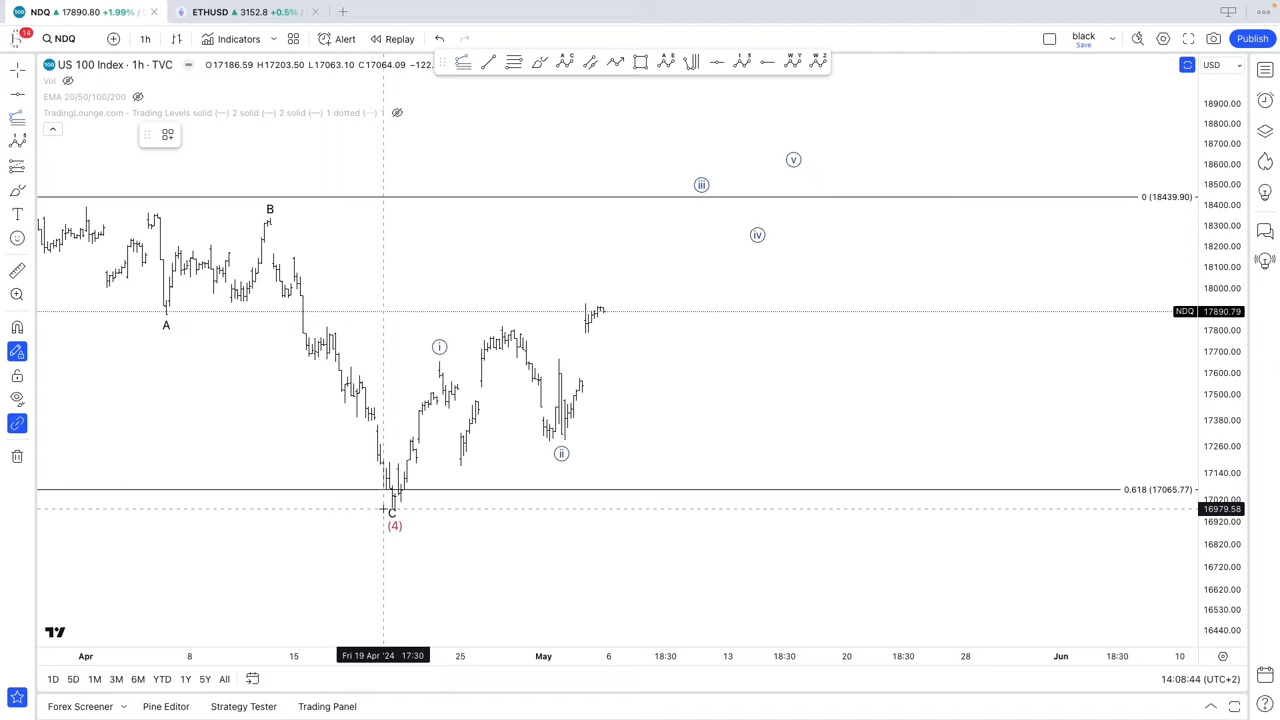 NDQ ▲ 17890.80 +1.99% ETHUSD ▲ 3152.8 +0.5%
14 NDQ 1h Indicators Alert Replay black Save Publish
100 US 100 Index · 1h · TVC O17186.59 H17203.50 L17063.10 C17064.09 −122. USD
Vol
EMA 20/50/100/200
TradingLounge.com - Trading Levels solid (—) 2 solid (—) 2 solid (—) 1 dotted (—) 1
18900.00
18800.00
18700.00
18600.00
18500.00
18400.00
18300.00
18200.00
18100.00
18000.00
NDQ 17890.79
17800.00
17700.00
17600.00
17500.00
17380.00
17260.00
17140.00
17020.00
16979.58
16920.00
16820.00
16720.00
16620.00
16530.00
16440.00
v
iii
0 (18439.90)
B
iv
A
i
ii
0.618 (17065.77)
C
(4)
Apr 8 15 Fri 19 Apr '24 17:30 25 May 6 18:30 13 18:30 20 18:30 28 Jun 18:30 10
1D 5D 1M 3M 6M YTD 1Y 5Y All 14:08:44 (UTC+2)
Forex Screener Pine Editor Strategy Tester Trading Panel